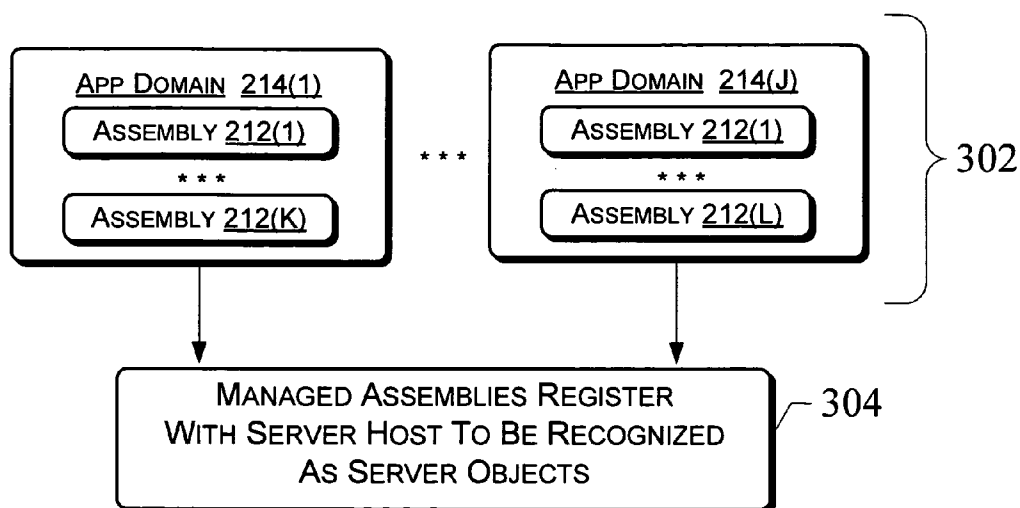 APP DOMAIN 214(1)
ASSEMBLY 212(1)
* * *
ASSEMBLY 212(K)
* * *
APP DOMAIN 214(J)
ASSEMBLY 212(1)
* * *
ASSEMBLY 212(L)
302
MANAGED ASSEMBLIES REGISTER
WITH SERVER HOST TO BE RECOGNIZED
AS SERVER OBJECTS
304